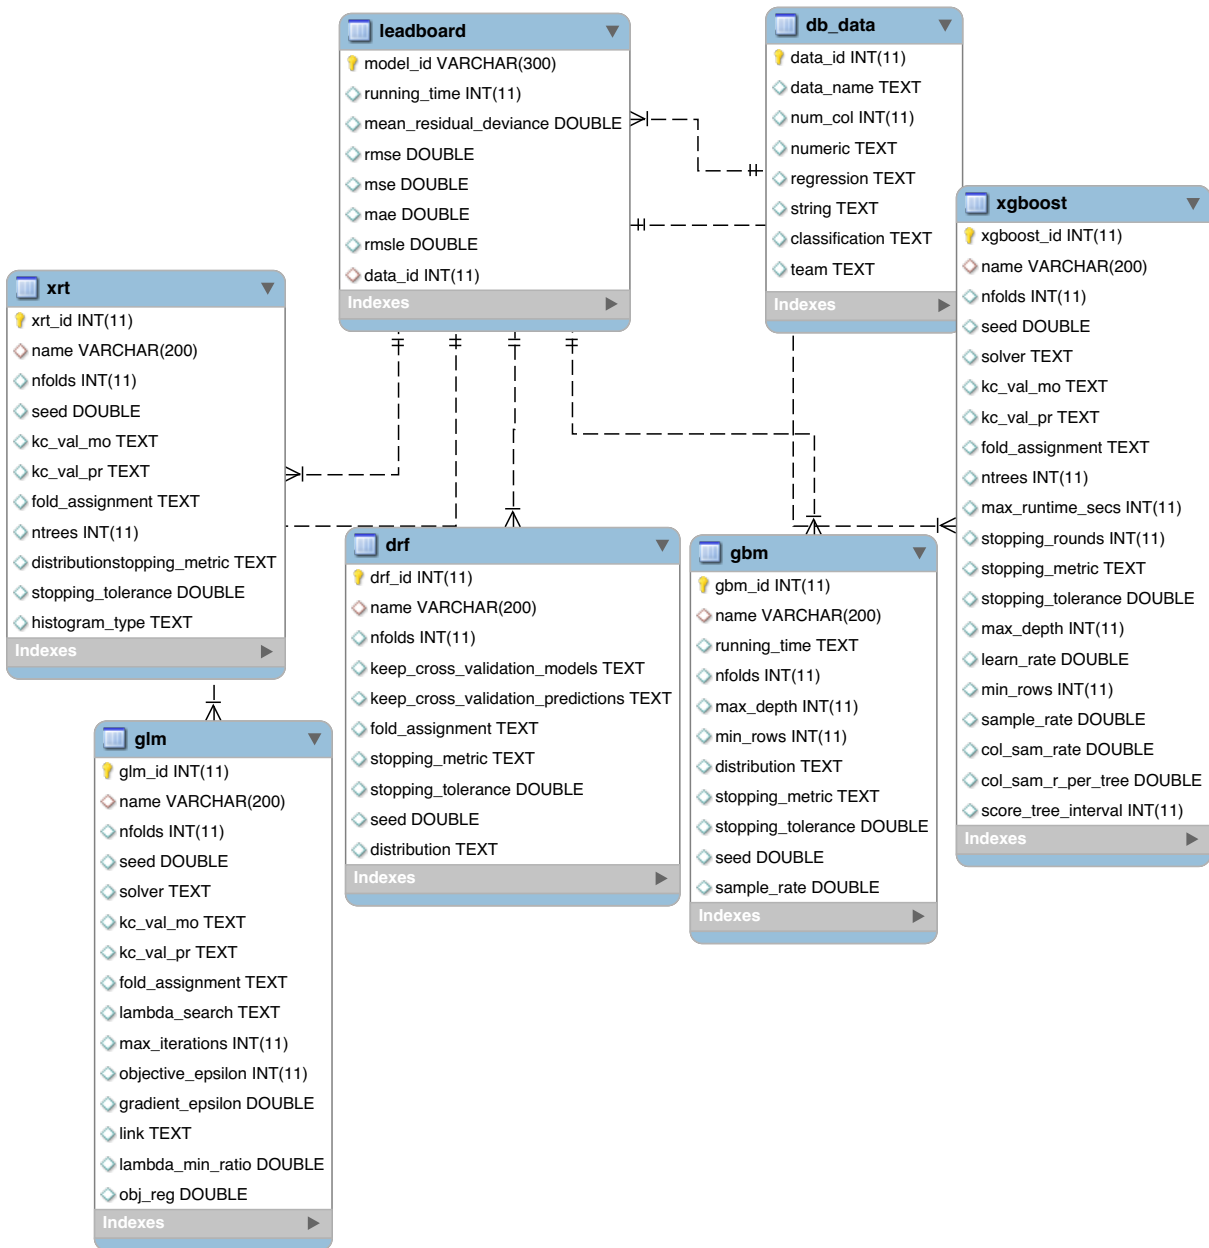 leadboard
model_id VARCHAR(300)
running_time INT(11)
mean_residual_deviance DOUBLE
rmse DOUBLE
mse DOUBLE
mae DOUBLE
rmsle DOUBLE
data_id INT(11)
Indexes
db_data
data_id INT(11)
data_name TEXT
num_col INT(11)
numeric TEXT
regression TEXT
string TEXT
classification TEXT
team TEXT
Indexes
xgboost
xgboost_id INT(11)
name VARCHAR(200)
nfolds INT(11)
seed DOUBLE
solver TEXT
kc_val_mo TEXT
kc_val_pr TEXT
fold_assignment TEXT
ntrees INT(11)
max_runtime_secs INT(11)
stopping_rounds INT(11)
stopping_metric TEXT
stopping_tolerance DOUBLE
max_depth INT(11)
learn_rate DOUBLE
min_rows INT(11)
sample_rate DOUBLE
col_sam_rate DOUBLE
col_sam_r_per_tree DOUBLE
score_tree_interval INT(11)
Indexes
xrt
xrt_id INT(11)
name VARCHAR(200)
nfolds INT(11)
seed DOUBLE
kc_val_mo TEXT
kc_val_pr TEXT
fold_assignment TEXT
ntrees INT(11)
distributionstopping_metric TEXT
stopping_tolerance DOUBLE
histogram_type TEXT
Indexes
drf
drf_id INT(11)
name VARCHAR(200)
nfolds INT(11)
keep_cross_validation_models TEXT
keep_cross_validation_predictions TEXT
fold_assignment TEXT
stopping_metric TEXT
stopping_tolerance DOUBLE
seed DOUBLE
distribution TEXT
Indexes
gbm
gbm_id INT(11)
name VARCHAR(200)
running_time TEXT
nfolds INT(11)
max_depth INT(11)
min_rows INT(11)
distribution TEXT
stopping_metric TEXT
stopping_tolerance DOUBLE
seed DOUBLE
sample_rate DOUBLE
Indexes
glm
glm_id INT(11)
name VARCHAR(200)
nfolds INT(11)
seed DOUBLE
solver TEXT
kc_val_mo TEXT
kc_val_pr TEXT
fold_assignment TEXT
lambda_search TEXT
max_iterations INT(11)
objective_epsilon INT(11)
gradient_epsilon DOUBLE
link TEXT
lambda_min_ratio DOUBLE
obj_reg DOUBLE
Indexes